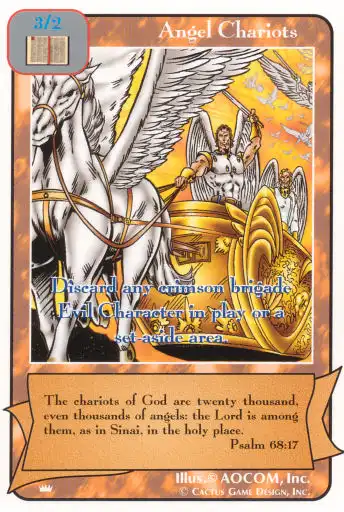 3/2
Angel Chariots
Discard any crimson brigade
Evil Character in play or a
set-aside area.
The chariots of God are twenty thousand,
even thousands of angels: the Lord is among
them, as in Sinai, in the holy place.
Psalm 68:17
Illus.© AOCOM, Inc.
© Cactus Game Design, Inc.